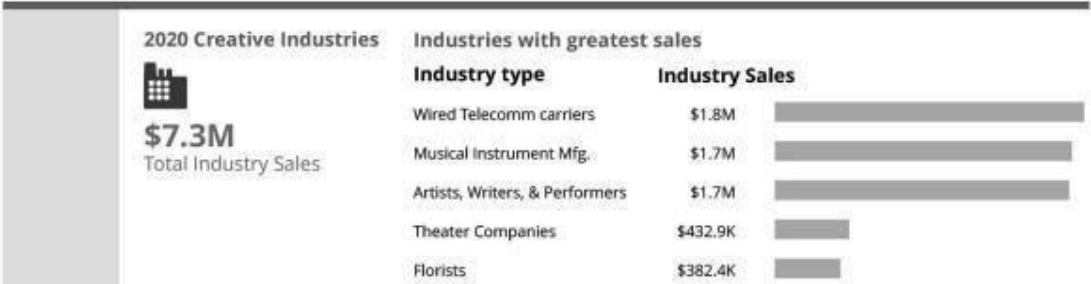 2020 Creative Industries
$7.3M
Total Industry Sales
Industries with greatest sales
Industry type Industry Sales
Wired Telecomm carriers $1.8M
Musical Instrument Mfg. $1.7M
Artists, Writers, & Performers $1.7M
Theater Companies $432.9K
Florists $382.4K